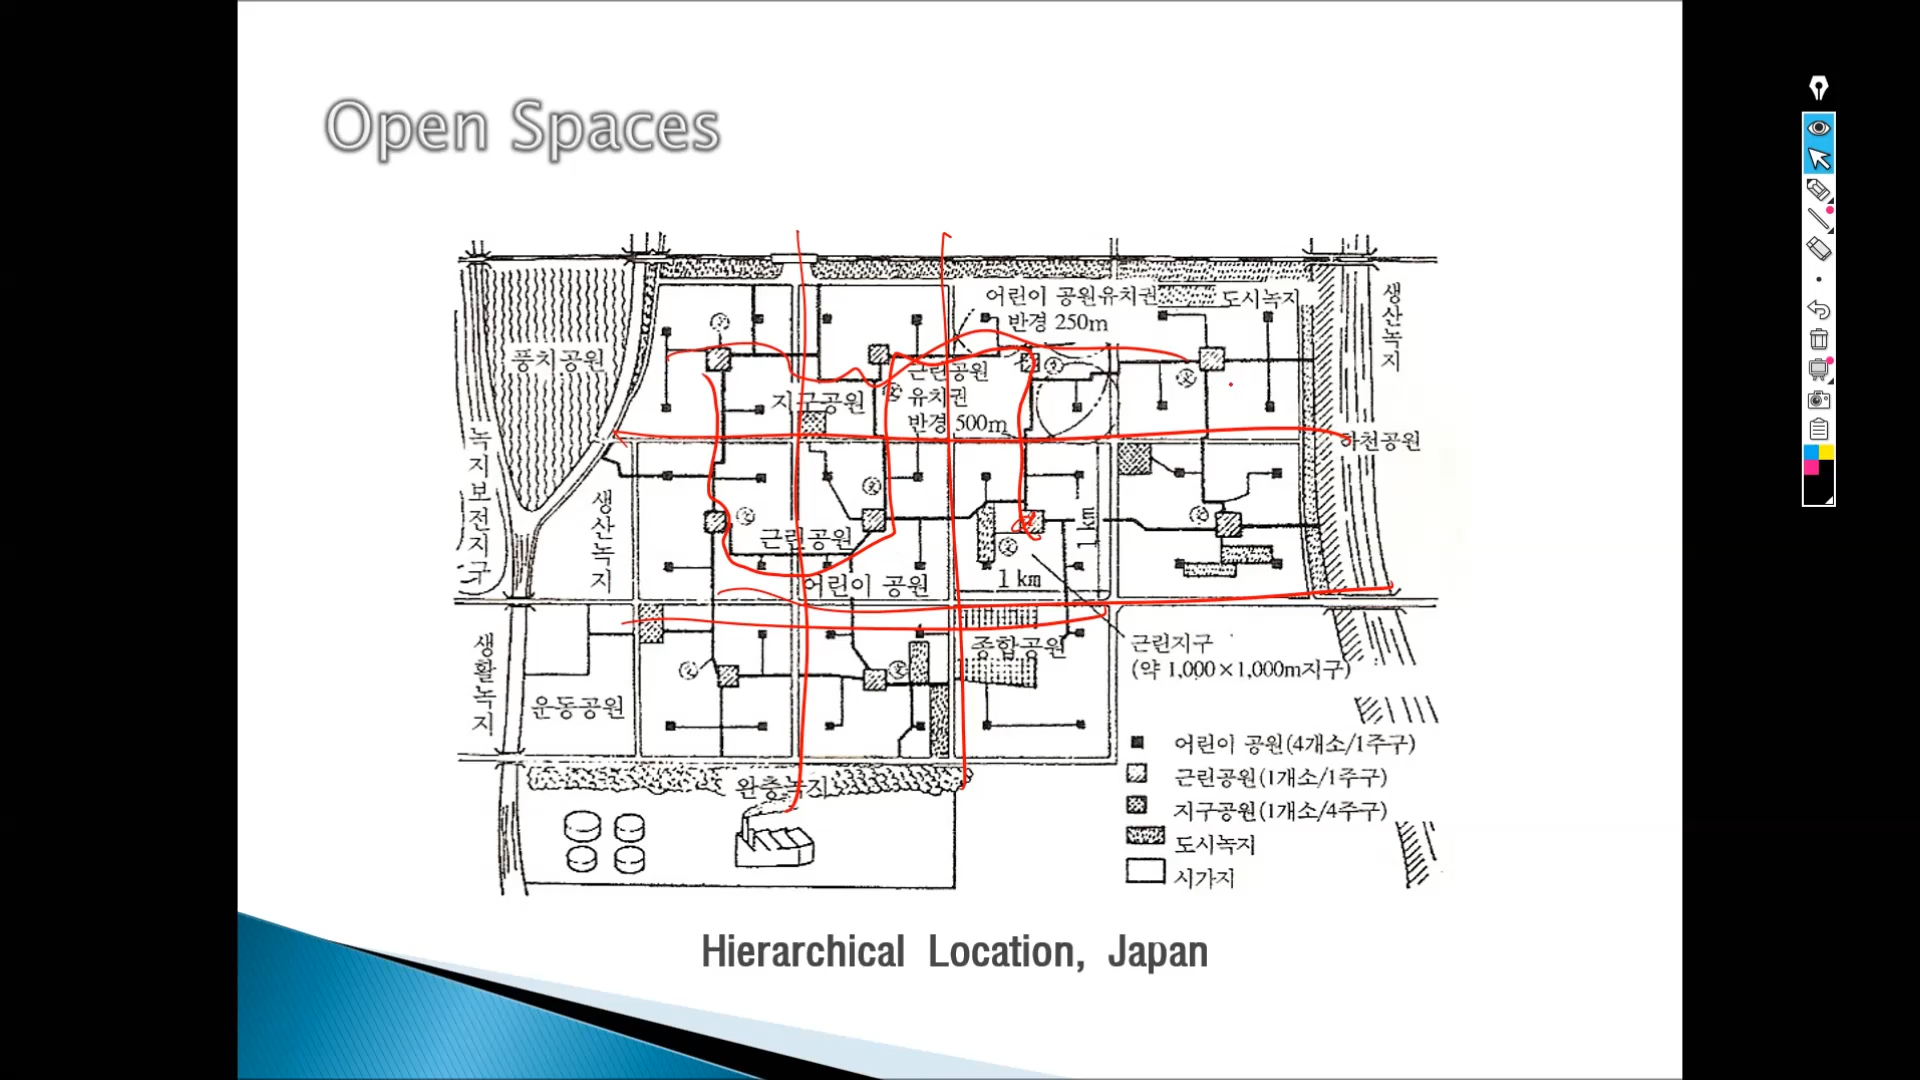 Open Spaces
어린이 공원유치권
반경 250m
도시녹지
생산녹지
풍치공원
근린공원
유치권
반경 500m
지구공원
하천공원
녹지보전지구
생산녹지
근린공원
어린이 공원
1 km
1 km
생활녹지
종합공원
근린지구
(약 1,000×1,000m지구)
운동공원
완충녹지
어린이 공원(4개소/1주구)
근린공원(1개소/1주구)
지구공원(1개소/4주구)
도시녹지
시가지
Hierarchical Location, Japan